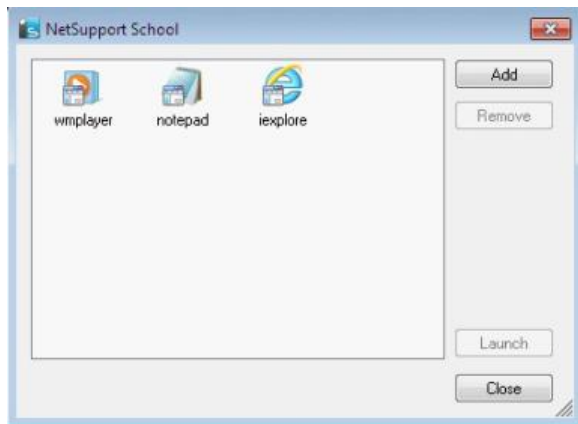 NetSupport School
Add
wmplayer notepad iexplore
Remove
Launch
Close